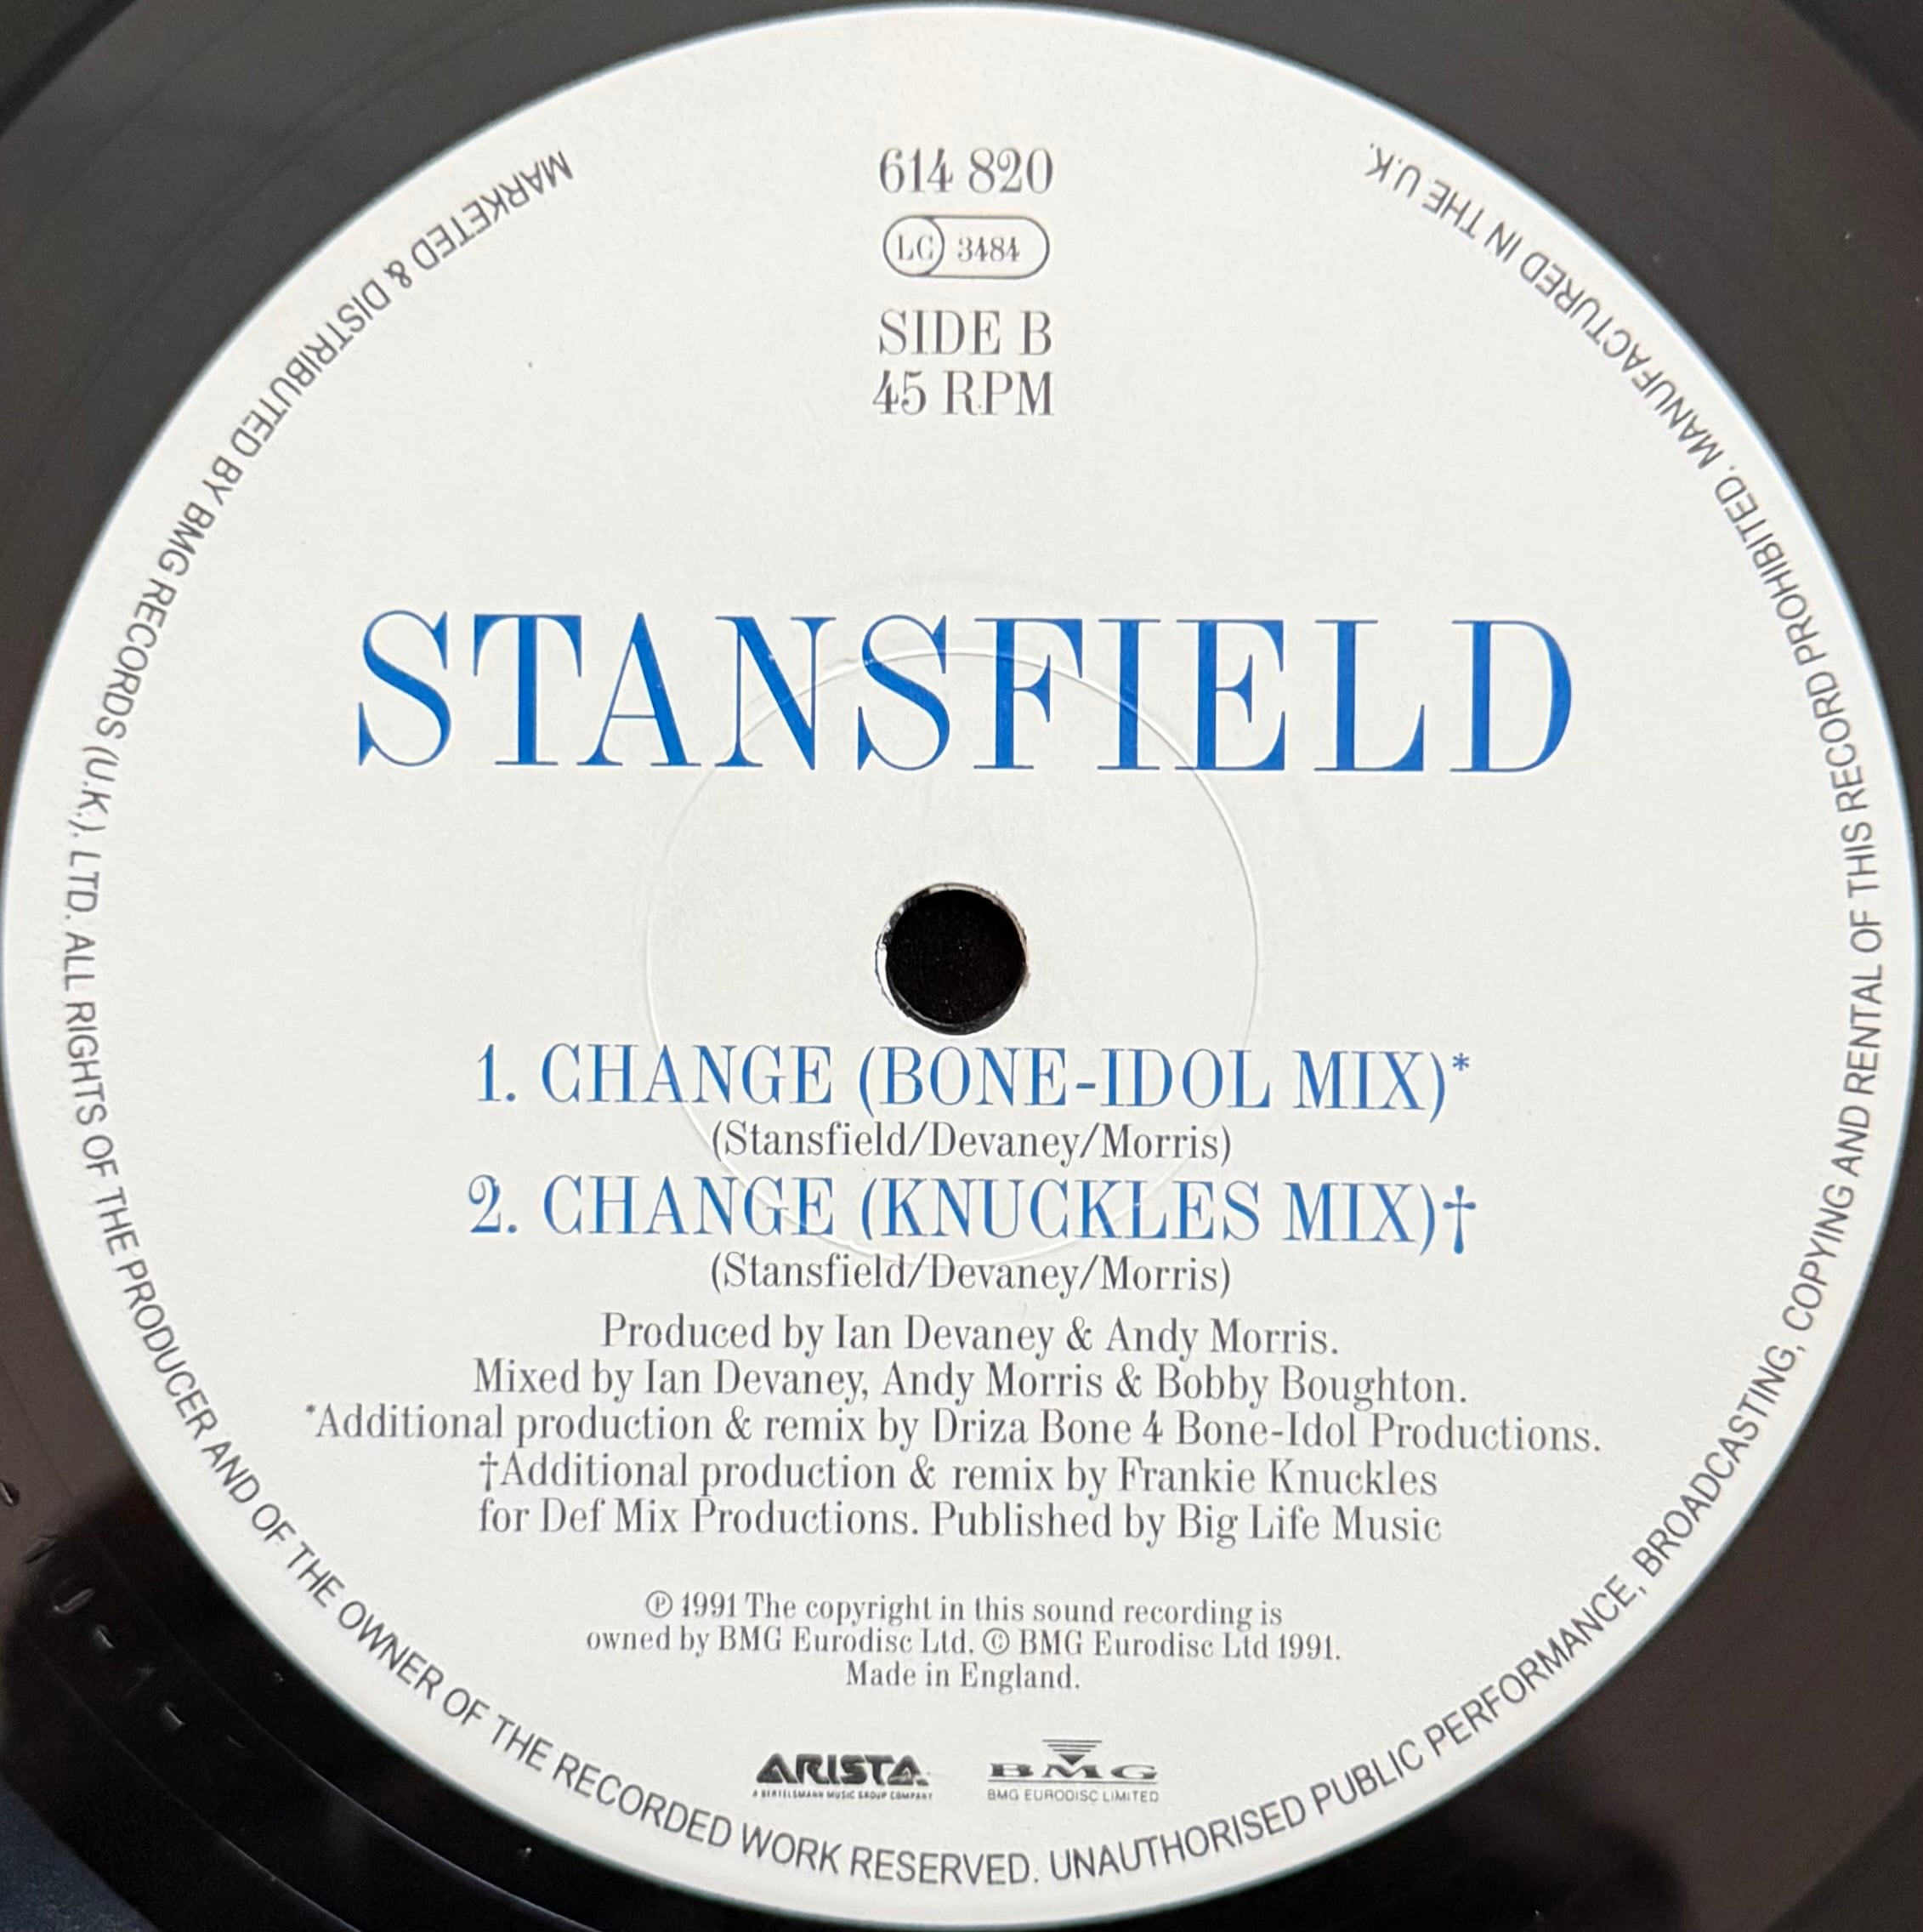 614 820
LC 3484
SIDE B
45 RPM
STANSFIELD
1. CHANGE (BONE-IDOL MIX)*
(Stansfield/Devaney/Morris)
2. CHANGE (KNUCKLES MIX)†
(Stansfield/Devaney/Morris)
Produced by Ian Devaney & Andy Morris.
Mixed by Ian Devaney, Andy Morris & Bobby Boughton.
*Additional production & remix by Driza Bone 4 Bone-Idol Productions.
†Additional production & remix by Frankie Knuckles
for Def Mix Productions. Published by Big Life Music
℗ 1991 The copyright in this sound recording is
owned by BMG Eurodisc Ltd. © BMG Eurodisc Ltd 1991.
Made in England.
ARISTA
A BERTELSMANN MUSIC GROUP COMPANY
BMG
BMG EURODISC LIMITED
MARKETED & DISTRIBUTED BY BMG RECORDS (U.K.). LTD. ALL RIGHTS OF THE PRODUCER AND OF THE OWNER OF THE RECORDED WORK RESERVED. UNAUTHORISED PUBLIC PERFORMANCE, BROADCASTING, COPYING AND RENTAL OF THIS RECORD PROHIBITED. MANUFACTURED IN THE U.K.